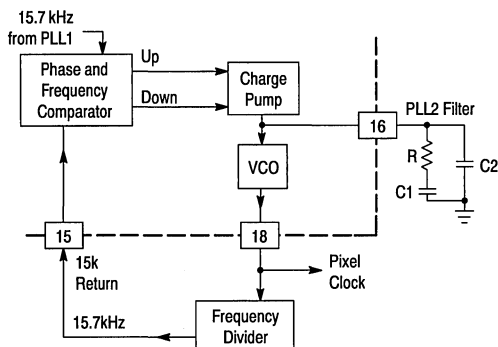 15.7 kHz
from PLL1
Phase and
Frequency
Comparator
Up
Down
Charge
Pump
PLL2 Filter
16
R
C1
C2
VCO
15
18
15k
Return
Pixel
Clock
15.7kHz
Frequency
Divider